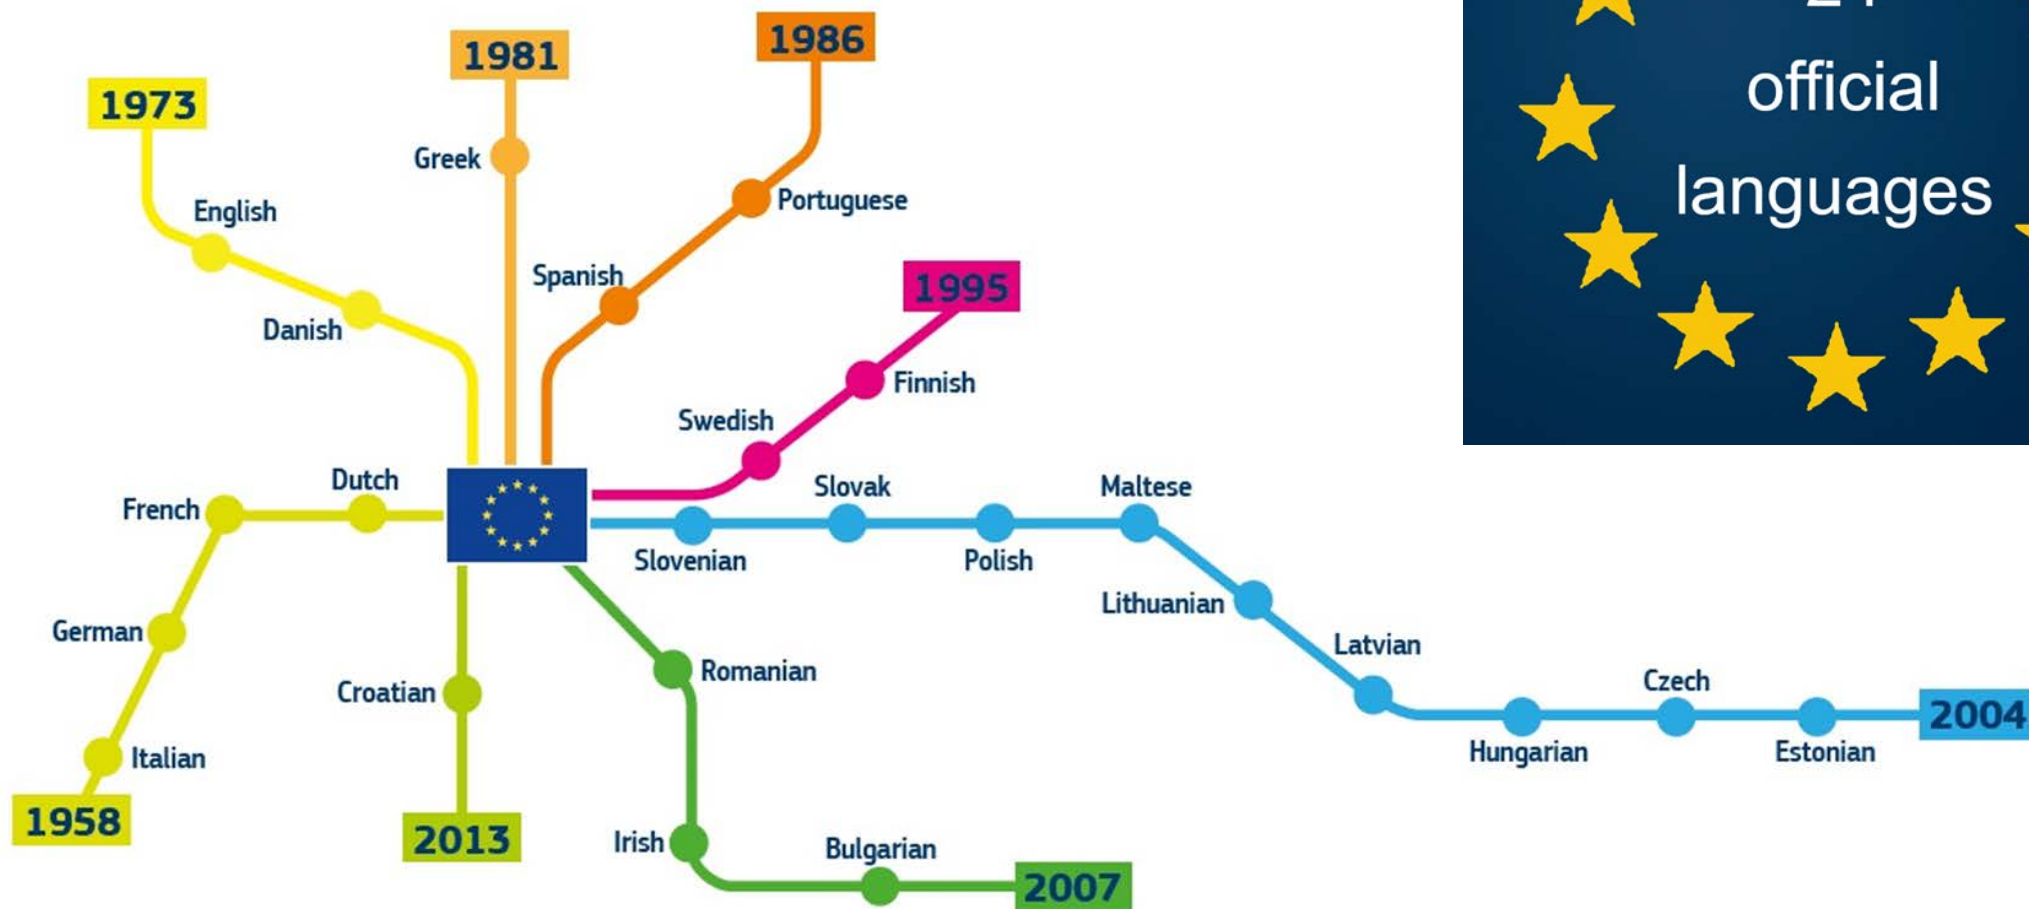 1973
English
Danish
1981
Greek
1986
Portuguese
Spanish
1995
Finnish
Swedish
Dutch
French
German
Italian
1958
Croatian
2013
Romanian
Irish
Bulgarian
2007
Slovenian
Slovak
Polish
Maltese
Lithuanian
Latvian
Hungarian
Czech
Estonian
2004
official
languages